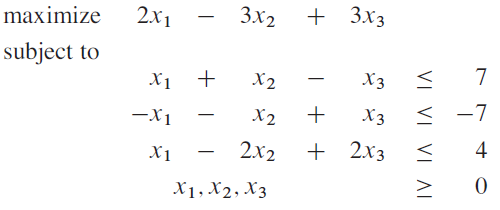 maximize 2x₁ − 3x₂ + 3x₃
subject to
x₁ + x₂ − x₃ ≤ 7
−x₁ − x₂ + x₃ ≤ −7
x₁ − 2x₂ + 2x₃ ≤ 4
x₁, x₂, x₃ ≥ 0